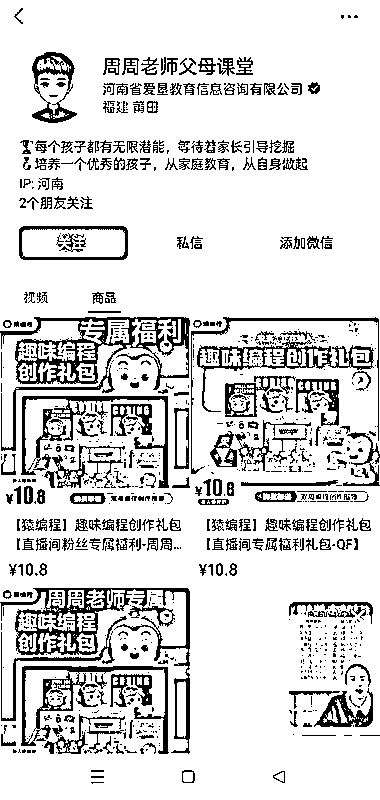 周周老师父母课堂
河南省爱垦教育信息咨询有限公司
福建 莆田
每个孩子都有无限潜能，等待着家长引导挖掘
培养一个优秀的孩子，从家庭教育，从自身做起
IP: 河南
2个朋友关注
关注
私信
添加微信
视频
商品
专属福利
趣味编程
创作礼包
¥10.8
趣味编程创作礼包
¥10.8
【猿编程】趣味编程创作礼包
【直播间粉丝专属福利-周周...
¥10.8
【猿编程】趣味编程创作礼包
【直播间专属福利礼包-QF】
¥10.8
周周老师专属
趣味编程
创作礼包